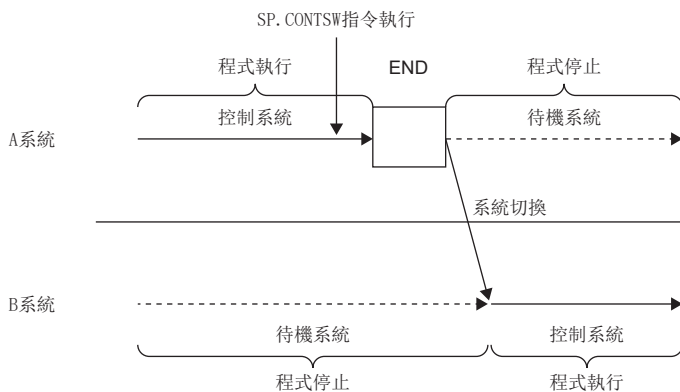 SP.CONTSW指令執行
程式執行
END
程式停止
控制系統
待機系統
A系統
系統切換
B系統
待機系統
控制系統
程式停止
程式執行